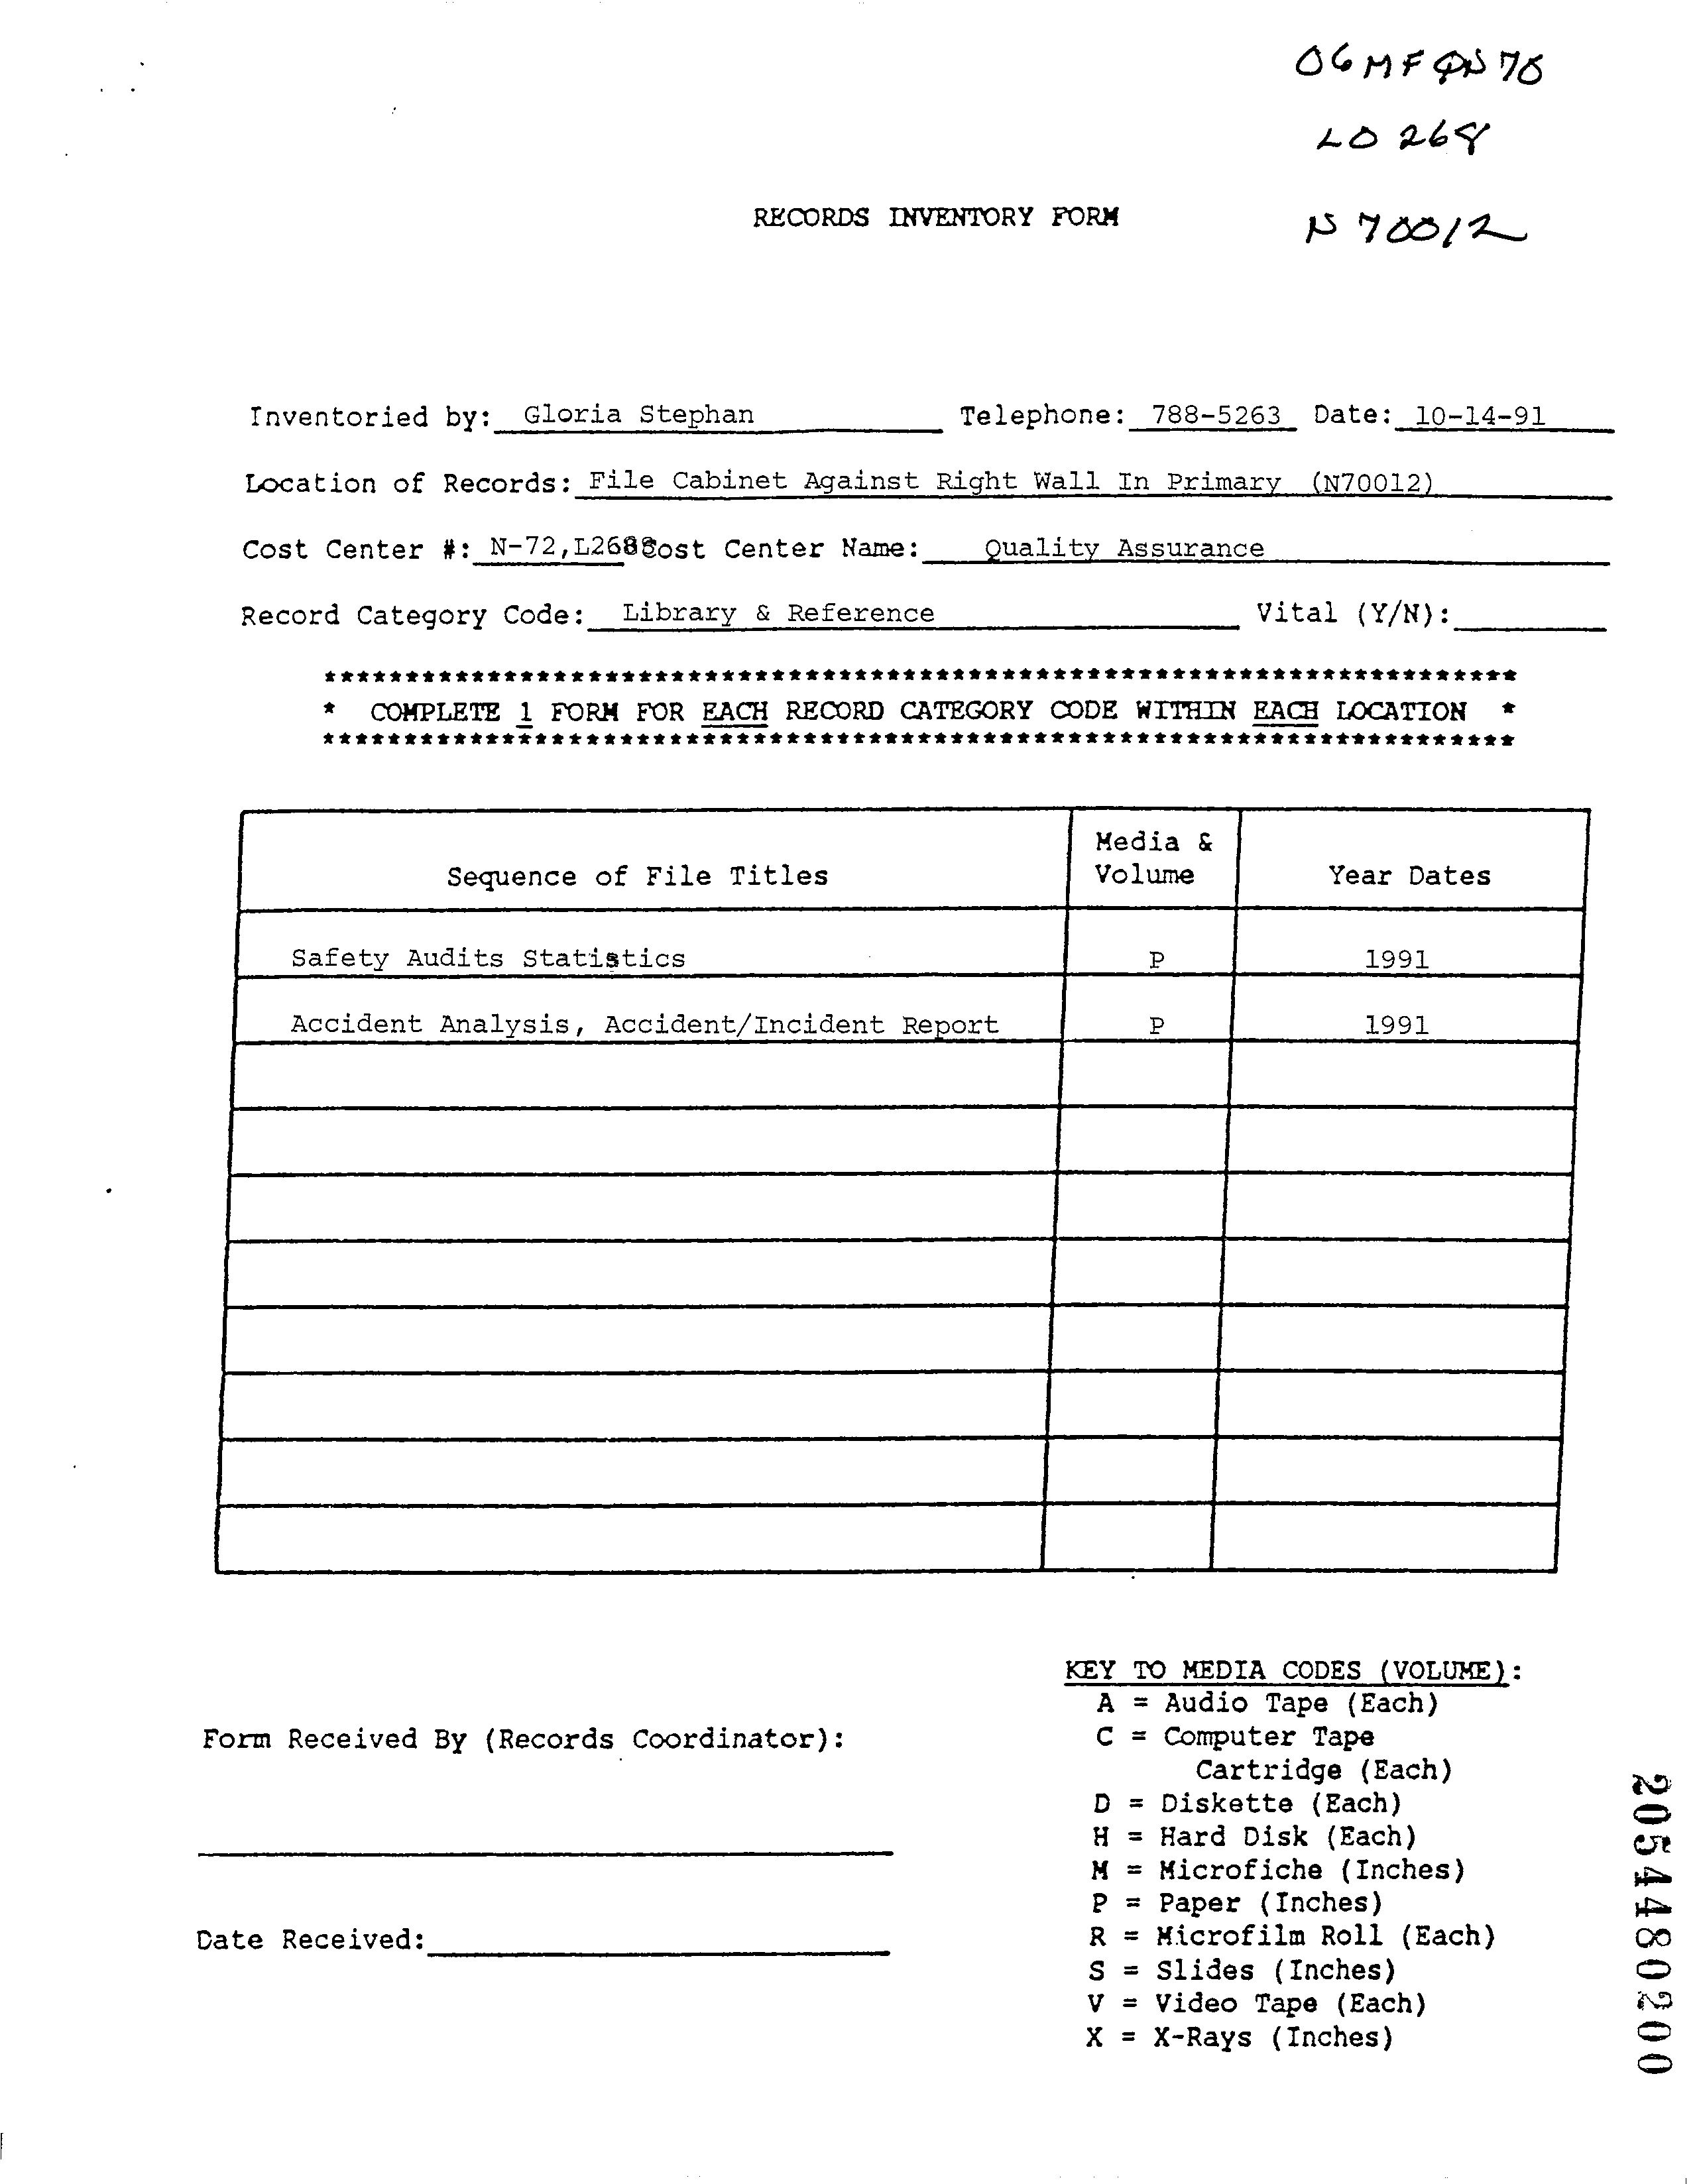 LO 268
RECORDS INVENTORY FORM
N 70012
Inventoried by: Gloria Stephan Telephone: 788-5263 Date: 10-14-91
Location of Records: File Cabinet Against Right Wall In Primary (N70012)
Cost Center #: N-72, Cost Center Name: Quality Assurance
Record Category Code: Library & Reference Vital (Y/N):
************************************************************************
* COMPLETE 1 FORM FOR EACH RECORD CATEGORY CODE WITHIN EACH LOCATION *
************************************************************************
Media &
Sequence of File Titles Volume Year Dates
Safety Audits Statistics P 1991
Accident Analysis, Accident/Incident Report P 1991
KEY TO MEDIA CODES (VOLUME):
A = Audio Tape (Each)
Form Received By (Records Coordinator): C = Computer Tape
Cartridge (Each)
D = Diskette (Each)
H = Hard Disk (Each)
M = Microfiche (Inches)
P = Paper (Inches)
Date Received: R = Microfilm Roll (Each)
S = Slides (Inches)
V = Video Tape (Each)
X = X-Rays (Inches)
2054480200